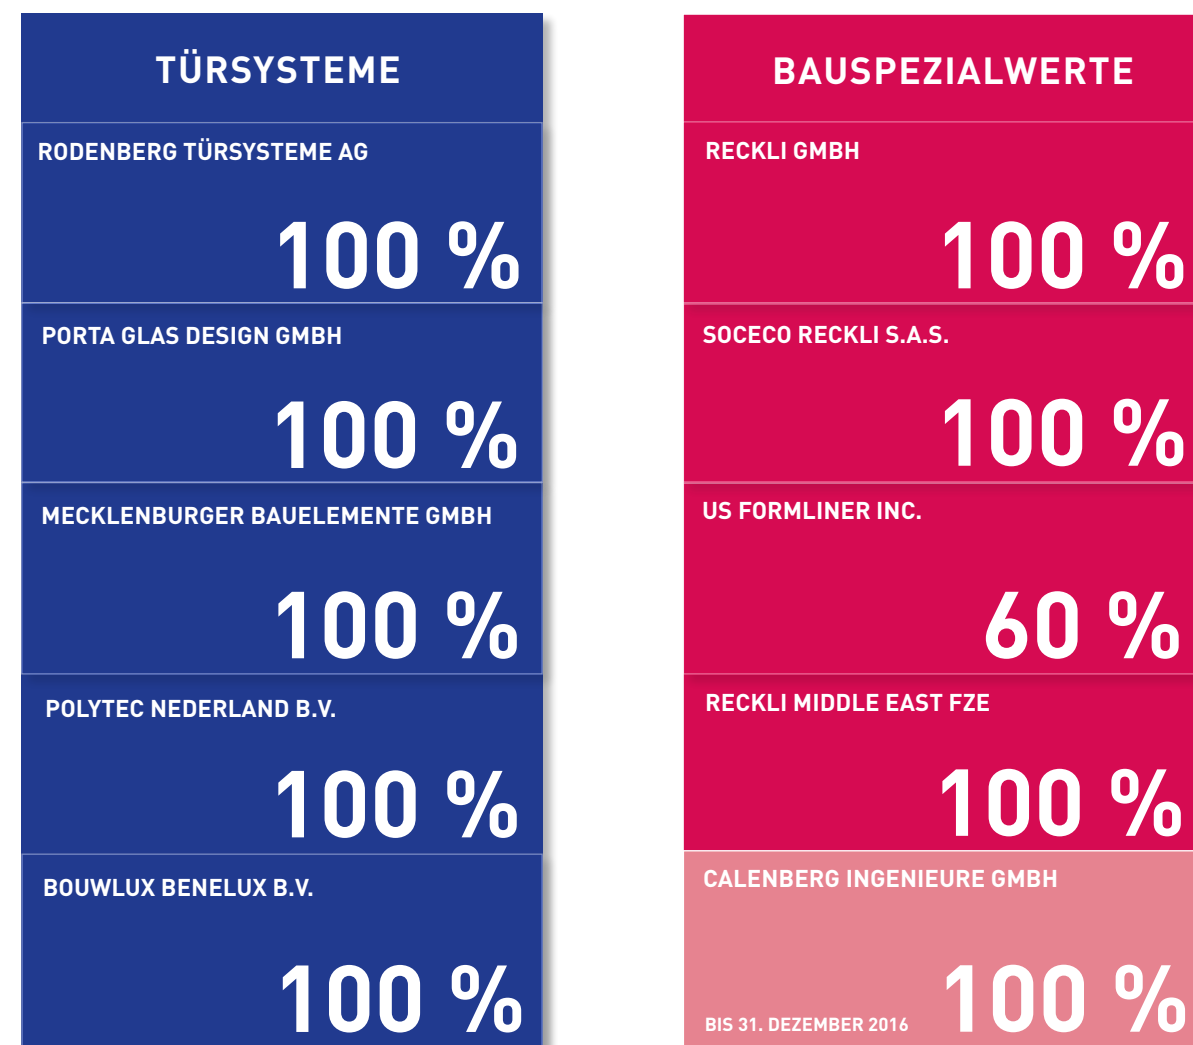 TÜRSYSTEME
RODENBERG TÜRSYSTEME AG
100 %
PORTA GLAS DESIGN GMBH
100 %
MECKLENBURGER BAUELEMENTE GMBH
100 %
POLYTEC NEDERLAND B.V.
100 %
BOUWLUX BENELUX B.V.
100 %
BAUSPEZIALWERTE
RECKLI GMBH
100 %
SOCECO RECKLI S.A.S.
100 %
US FORMLINER INC.
60 %
RECKLI MIDDLE EAST FZE
100 %
CALENBERG INGENIEURE GMBH
BIS 31. DEZEMBER 2016 100 %